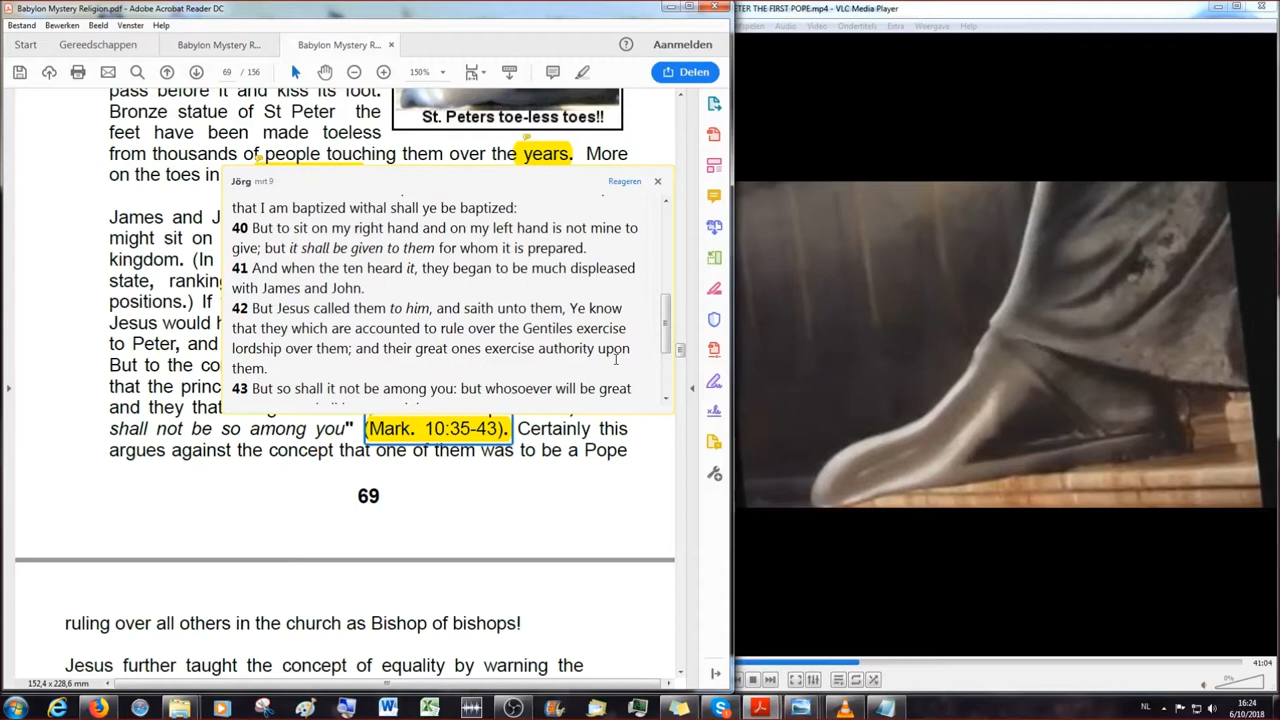 Babylon Mystery Religion.pdf - Adobe Acrobat Reader DC
Bestand Bewerken Beeld Venster Help
Start Gereedschappen Babylon Mystery R... Babylon Mystery R... × Aanmelden
69 / 156 150% Delen
pass before it and kiss its foot.
Bronze statue of St Peter the
feet have been made toeless
St. Peters toe-less toes!!
from thousands of people touching them over the years. More
on the toes in
Jörg mrt 9 Reageren
that I am baptized withal shall ye be baptized:
40 But to sit on my right hand and on my left hand is not mine to
give; but it shall be given to them for whom it is prepared.
41 And when the ten heard it, they began to be much displeased
with James and John.
42 But Jesus called them to him, and saith unto them, Ye know
that they which are accounted to rule over the Gentiles exercise
lordship over them; and their great ones exercise authority upon
them.
43 But so shall it not be among you: but whosoever will be great
James and J
might sit on
kingdom. (In
state, rankin
positions.) If
Jesus would h
to Peter, and
But to the co
that the princ
and they that
shall not be so among you" (Mark. 10:35-43). Certainly this
argues against the concept that one of them was to be a Pope
69
ruling over all others in the church as Bishop of bishops!
Jesus further taught the concept of equality by warning the
152,4 x 228,6 mm
ETER THE FIRST POPE.mp4 - VLC Media Player
fspelen Audio Video Ondertitels Extra Weergave Help
41:04
0%
NL 16:24
6/10/2018